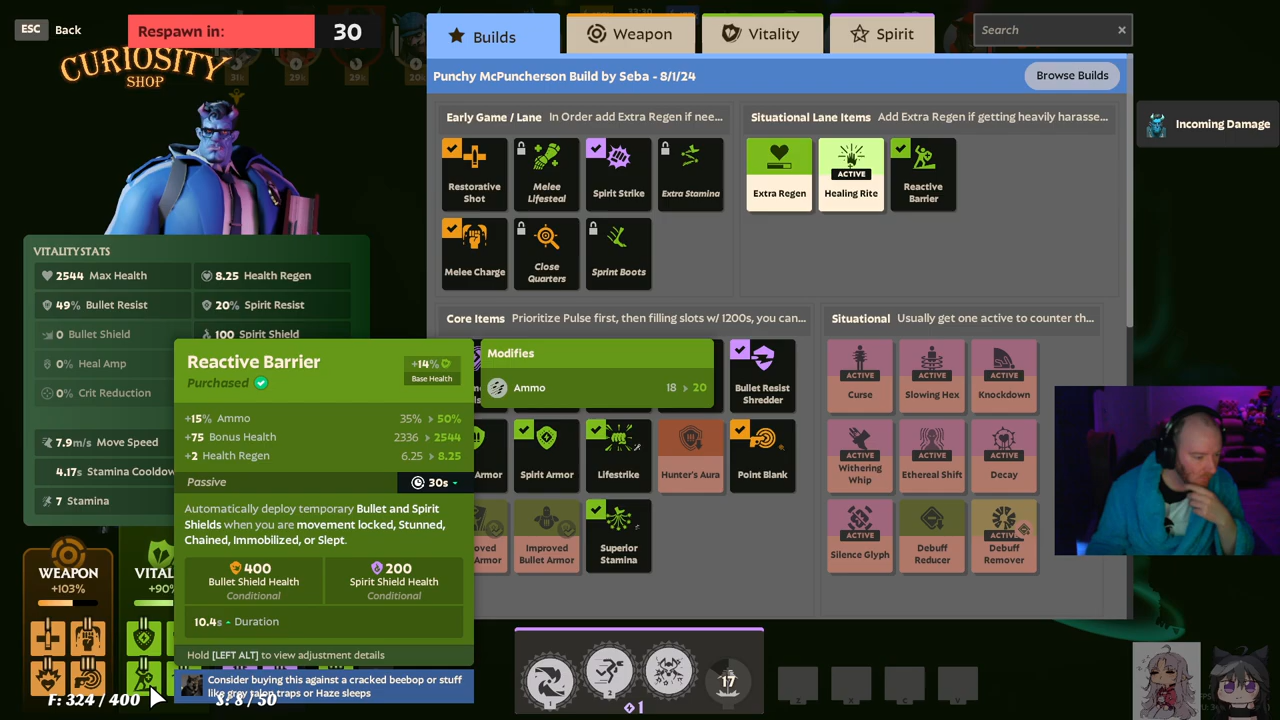 ESC Back
Respawn in: 30
CURIOSITY
SHOP
Builds
Weapon
Vitality
Spirit
Search ×
Punchy McPuncherson Build by Seba - 8/1/24
Browse Builds
Incoming Damage
Early Game / Lane In Order add Extra Regen if nee...
Restorative Shot
Melee Lifesteal
Spirit Strike
Extra Stamina
Melee Charge
Close Quarters
Sprint Boots
Situational Lane Items Add Extra Regen if getting heavily harasse...
Extra Regen
ACTIVE
Healing Rite
Reactive Barrier
VITALITY STATS
2544 Max Health
8.25 Health Regen
49% Bullet Resist
20% Spirit Resist
0 Bullet Shield
100 Spirit Shield
0% Heal Amp
0% Crit Reduction
7.9m/s Move Speed
4.17s Stamina Cooldow
7 Stamina
Core Items Prioritize Pulse first, then filling slots w/ 1200s, you can...
Bullet Resist Shredder
Armor
Spirit Armor
Lifestrike
Hunter's Aura
Point Blank
Improved Bullet Armor
Superior Stamina
Situational Usually get one active to counter th...
ACTIVE
Curse
ACTIVE
Slowing Hex
ACTIVE
Knockdown
ACTIVE
Withering Whip
ACTIVE
Ethereal Shift
ACTIVE
Decay
ACTIVE
Silence Glyph
Debuff Reducer
ACTIVE
Debuff Remover
Reactive Barrier
Purchased
+14%
Base Health
+15% Ammo 35% 50%
+75 Bonus Health 2336 2544
+2 Health Regen 6.25 8.25
Passive 30s
Automatically deploy temporary Bullet and Spirit
Shields when you are movement locked, Stunned,
Chained, Immobilized, or Slept.
400
Bullet Shield Health
Conditional
200
Spirit Shield Health
Conditional
10.4s Duration
Hold [LEFT ALT] to view adjustment details
Consider buying this against a cracked beebop or stuff
like grey talon traps or Haze sleeps
Modifies
Ammo 18 20
WEAPON
+103%
VITAL
+90%
F: 324 / 400
S: 8 / 50
2
1
17
Z
X
C
V